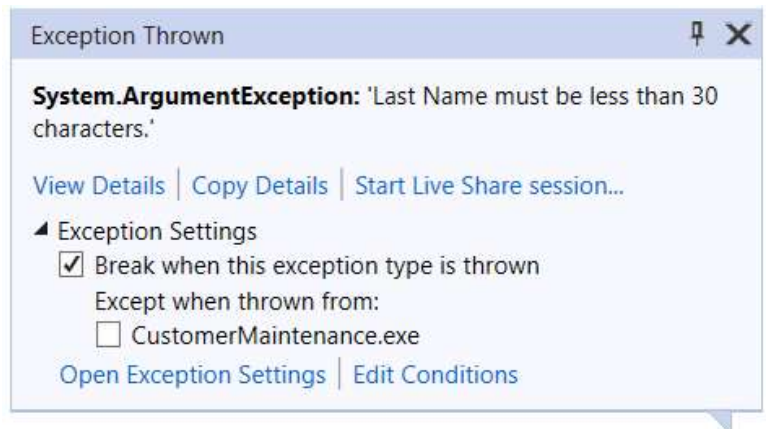 Exception Thrown
System.ArgumentException: 'Last Name must be less than 30
characters.'
View Details | Copy Details | Start Live Share session...
Exception Settings
Break when this exception type is thrown
Except when thrown from:
CustomerMaintenance.exe
Open Exception Settings | Edit Conditions